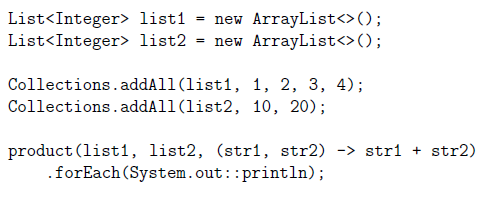 List<Integer> list1 = new ArrayList<>();
List<Integer> list2 = new ArrayList<>();

Collections.addAll(list1, 1, 2, 3, 4);
Collections.addAll(list2, 10, 20);

product(list1, list2, (str1, str2) -> str1 + str2)
    .forEach(System.out::println);